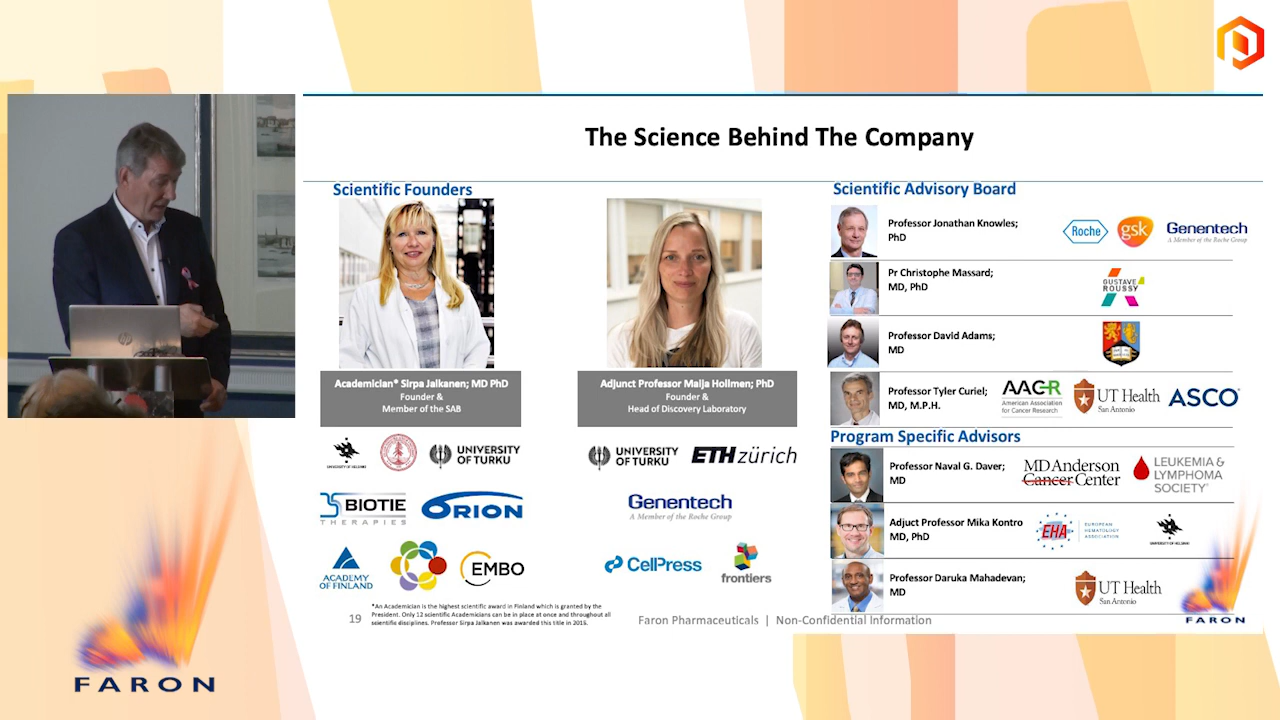 The Science Behind The Company
Scientific Founders
Academician* Sirpa Jalkanen; MD PhD
Founder &
Member of the SAB
UNIVERSITY OF HELSINKI
UNIVERSITY
OF TURKU
BIOTIE
THERAPIES
ORION
ACADEMY
OF FINLAND
EMBO
Adjunct Professor Maija Hollmen; PhD
Founder &
Head of Discovery Laboratory
UNIVERSITY
OF TURKU
ETH zürich
Genentech
A Member of the Roche Group
CellPress
frontiers
Scientific Advisory Board
Professor Jonathan Knowles;
PhD
Roche
gsk
Genentech
A Member of the Roche Group
Pr Christophe Massard;
MD, PhD
GUSTAVE
ROUSSY
Professor David Adams;
MD
Professor Tyler Curiel;
MD, M.P.H.
AACR
American Association
for Cancer Research
UT Health
San Antonio
ASCO
Program Specific Advisors
Professor Naval G. Daver;
MD
MD Anderson
Cancer Center
LEUKEMIA &
LYMPHOMA
SOCIETY
Adjuct Professor Mika Kontro
MD, PhD
EHA
EUROPEAN
HEMATOLOGY
ASSOCIATION
UNIVERSITY OF HELSINKI
Professor Daruka Mahadevan;
MD
UT Health
San Antonio
FARON
*An Academician is the highest scientific award in Finland which is granted by the
President. Only 12 scientific Academicians can be in place at once and throughout all
scientific disciplines. Professor Sirpa Jalkanen was awarded this title in 2015.
19
Faron Pharmaceuticals | Non-Confidential Information
FARON
hp